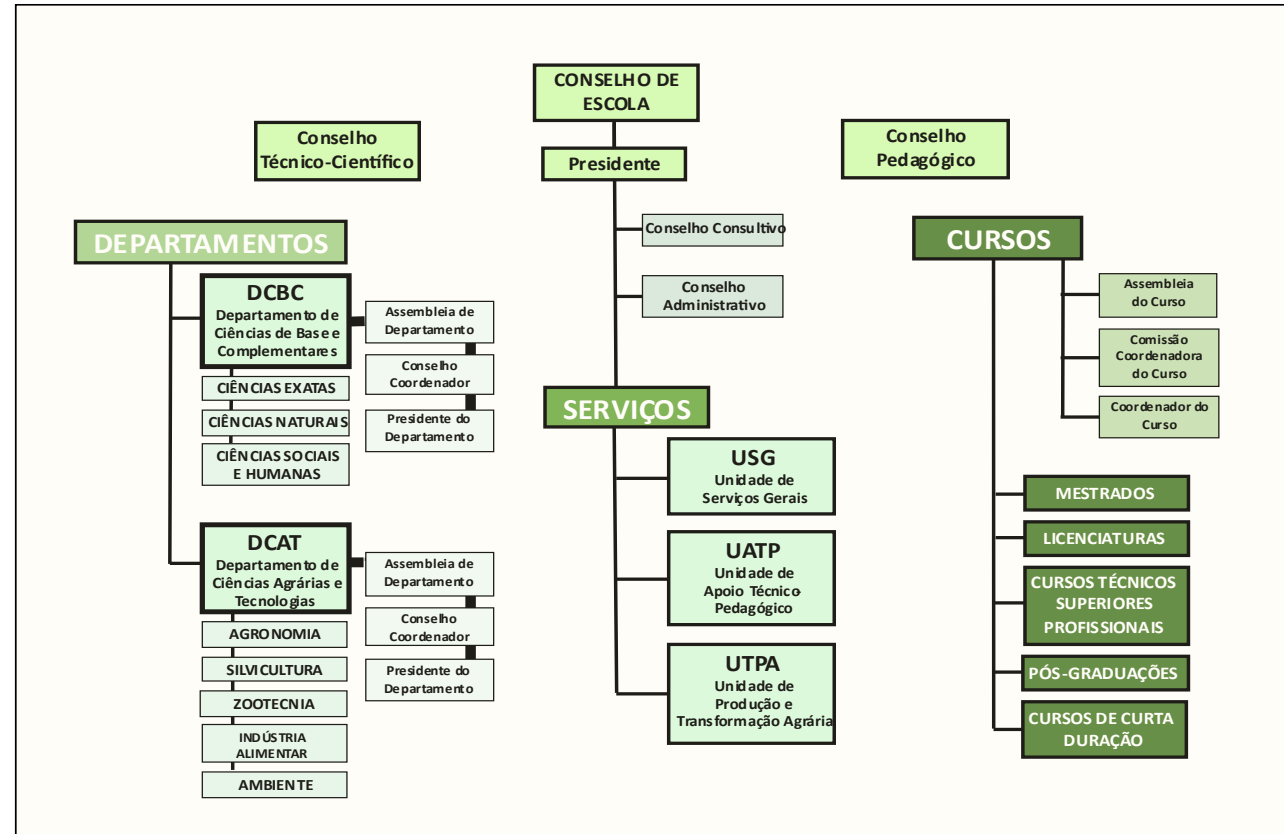 CONSELHO DE
ESCOLA
Conselho
Técnico-Científico
Presidente
Conselho
Pedagógico
Conselho Consultivo
Conselho
Administrativo
DEPARTAMENTOS
DCBC
Departamento de
Ciências de Base e
Complementares
CIÊNCIAS EXATAS
CIÊNCIAS NATURAIS
CIÊNCIAS SOCIAIS
E HUMANAS
Assembleia de
Departamento
Conselho
Coordenador
Presidente do
Departamento
DCAT
Departamento de
Ciências Agrárias e
Tecnologias
AGRONOMIA
SILVICULTURA
ZOOTECNIA
INDÚSTRIA
ALIMENTAR
AMBIENTE
Assembleia de
Departamento
Conselho
Coordenador
Presidente do
Departamento
SERVIÇOS
USG
Unidade de
Serviços Gerais
UATP
Unidade de
Apoio Técnico-
Pedagógico
UTPA
Unidade de
Produção e
Transformação Agrária
CURSOS
Assembleia
do Curso
Comissão
Coordenadora
do Curso
Coordenador do
Curso
MESTRADOS
LICENCIATURAS
CURSOS TÉCNICOS
SUPERIORES
PROFISSIONAIS
PÓS-GRADUAÇÕES
CURSOS DE CURTA
DURAÇÃO